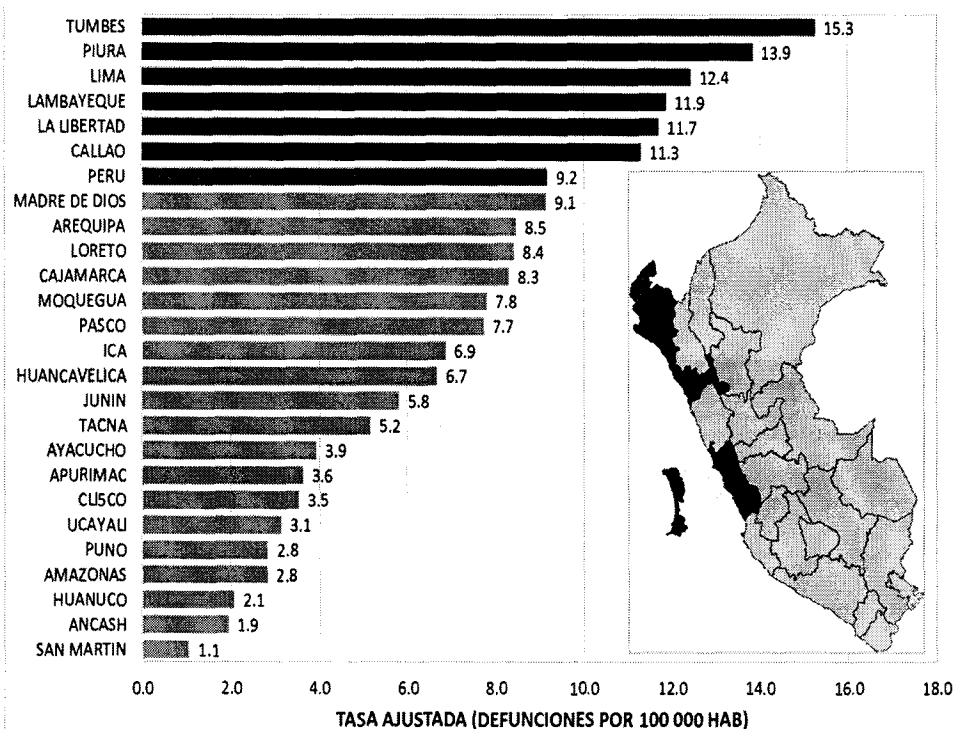 TUMBES 15.3
PIURA 13.9
LIMA 12.4
LAMBAYEQUE 11.9
LA LIBERTAD 11.7
CALLAO 11.3
PERU 9.2
MADRE DE DIOS 9.1
AREQUIPA 8.5
LORETO 8.4
CAJAMARCA 8.3
MOQUEGUA 7.8
PASCO 7.7
ICA 6.9
HUANCAVELICA 6.7
JUNIN 5.8
TACNA 5.2
AYACUCHO 3.9
APURIMAC 3.6
CUSCO 3.5
UCAYALI 3.1
PUNO 2.8
AMAZONAS 2.8
HUANUCO 2.1
ANCASH 1.9
SAN MARTIN 1.1
0.0 2.0 4.0 6.0 8.0 10.0 12.0 14.0 16.0 18.0
TASA AJUSTADA (DEFUNCIONES POR 100 000 HAB)